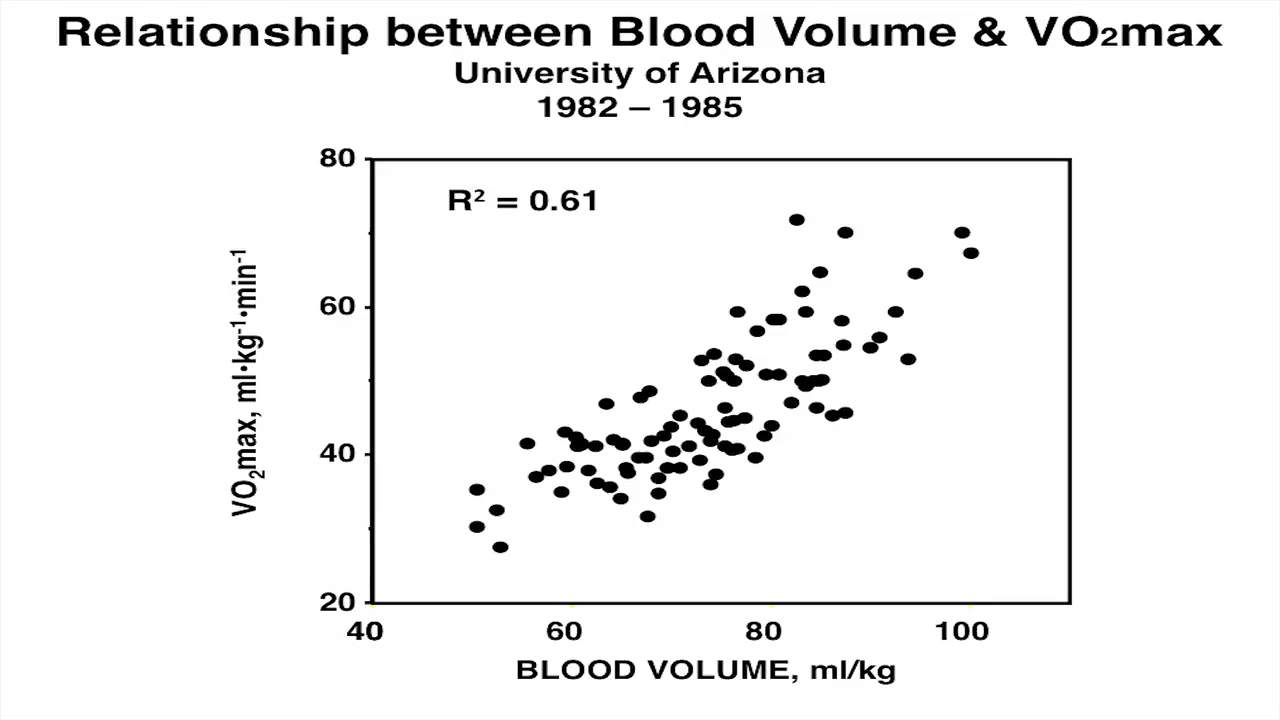 Relationship between Blood Volume & VO₂max
University of Arizona
1982 – 1985
R² = 0.61
80
60
40
20
VO₂max, ml•kg⁻¹•min⁻¹
40 60 80 100
BLOOD VOLUME, ml/kg